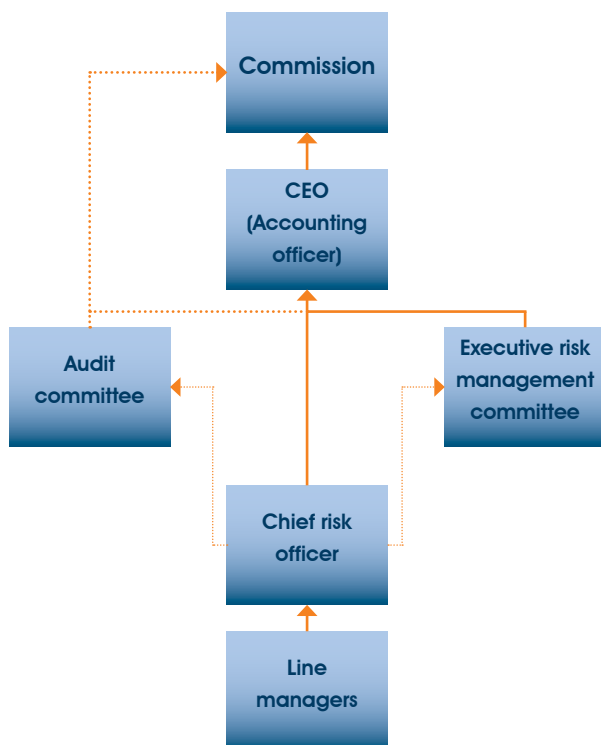 Commission
CEO
(Accounting
officer)
Audit
committee
Executive risk
management
committee
Chief risk
officer
Line
managers